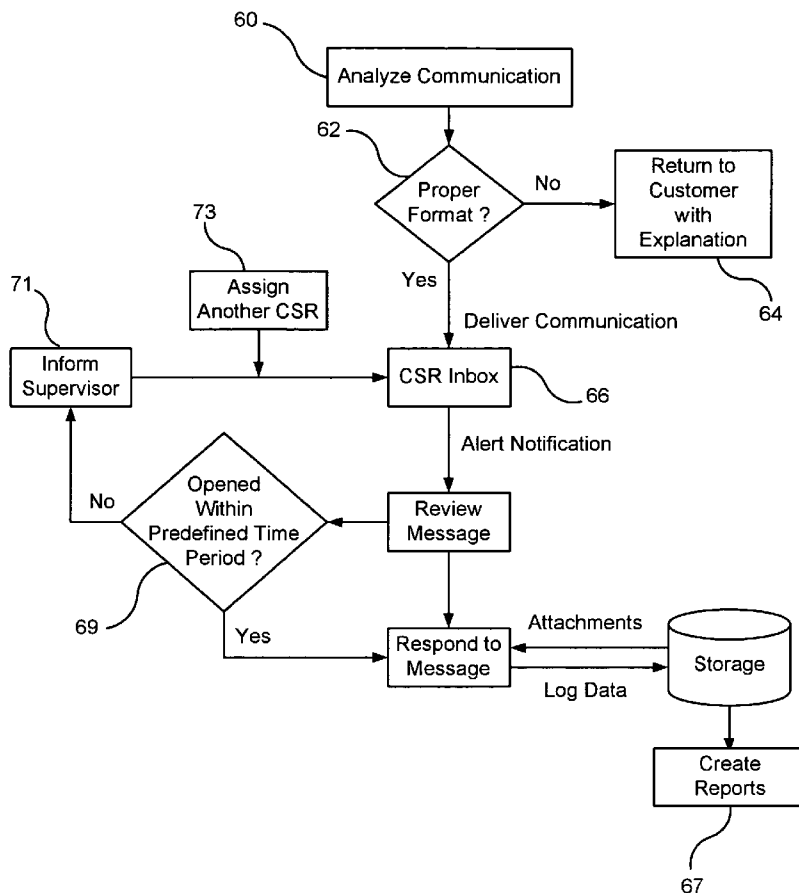 60
Analyze Communication
62
Proper
Format ?
No
Return to
Customer
with
Explanation
64
Yes
73
Assign
Another CSR
Deliver Communication
71
Inform
Supervisor
CSR Inbox
66
Alert Notification
No
Opened
Within
Predefined Time
Period ?
69
Review
Message
Yes
Respond to
Message
Attachments
Log Data
Storage
Create
Reports
67